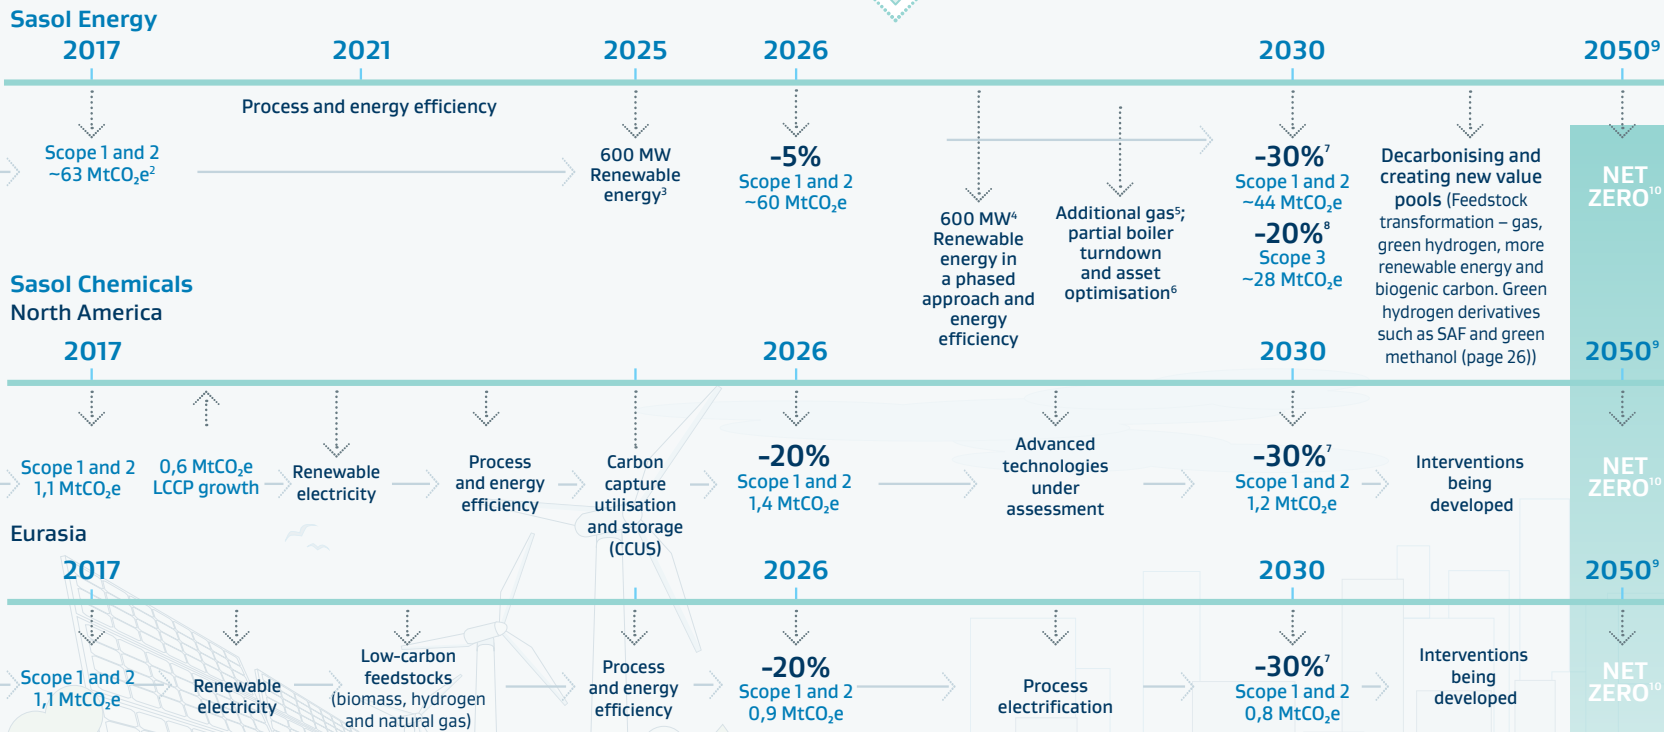 Sasol Energy
2017
2021
2025
2026
2030
2050⁹
Process and energy efficiency
Scope 1 and 2
~63 MtCO₂e²
600 MW
Renewable
energy³
-5%
Scope 1 and 2
~60 MtCO₂e
600 MW⁴
Renewable
energy in
a phased
approach and
energy
efficiency
Additional gas⁵;
partial boiler
turndown
and asset
optimisation⁶
-30%⁷
Scope 1 and 2
~44 MtCO₂e
-20%⁸
Scope 3
~28 MtCO₂e
Decarbonising and
creating new value
pools (Feedstock
transformation – gas,
green hydrogen, more
renewable energy and
biogenic carbon. Green
hydrogen derivatives
such as SAF and green
methanol (page 26))
NET
ZERO¹⁰
Sasol Chemicals
North America
2017
2026
2030
2050⁹
Scope 1 and 2
1,1 MtCO₂e
0,6 MtCO₂e
LCCP growth
Renewable
electricity
Process
and energy
efficiency
Carbon
capture
utilisation
and storage
(CCUS)
-20%
Scope 1 and 2
1,4 MtCO₂e
Advanced
technologies
under
assessment
-30%⁷
Scope 1 and 2
1,2 MtCO₂e
Interventions
being
developed
NET
ZERO¹⁰
Eurasia
2017
2026
2030
2050⁹
Scope 1 and 2
1,1 MtCO₂e
Renewable
electricity
Low-carbon
feedstocks
(biomass, hydrogen
and natural gas)
Process
and energy
efficiency
-20%
Scope 1 and 2
0,9 MtCO₂e
Process
electrification
-30%⁷
Scope 1 and 2
0,8 MtCO₂e
Interventions
being
developed
NET
ZERO¹⁰